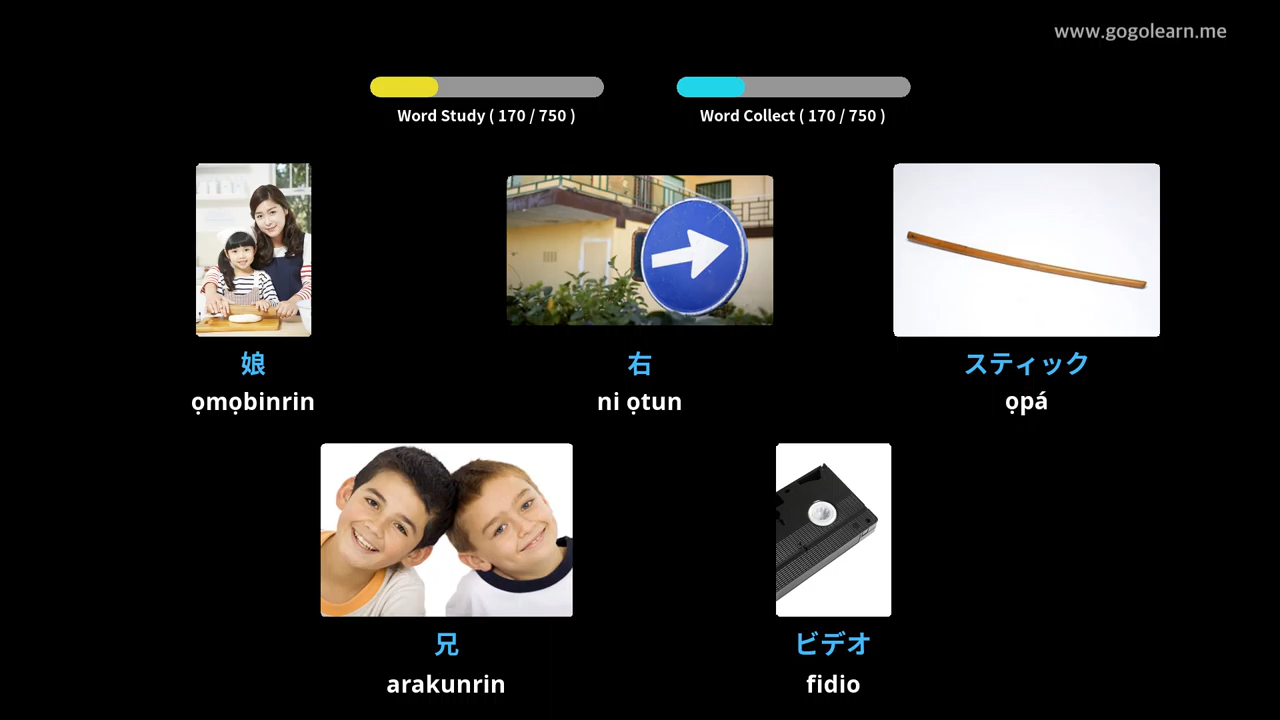 www.gogolearn.me
Word Study ( 170 / 750 )
Word Collect ( 170 / 750 )
娘
右
スティック
ọmọbinrin
ni ọtun
ọpá
兄
ビデオ
arakunrin
fidio